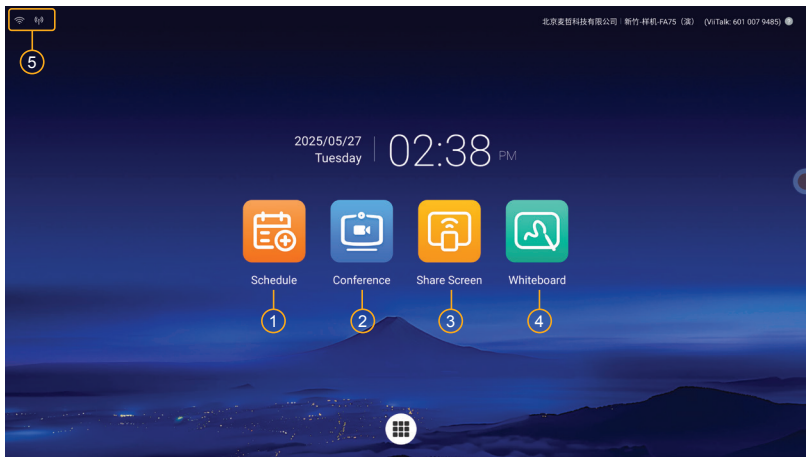 北京麦哲科技有限公司 | 新竹-样机-FA75（演） (ViiTalk: 601 007 9485)
5
2025/05/27
Tuesday
02:38 PM
Schedule
Conference
Share Screen
Whiteboard
1
2
3
4